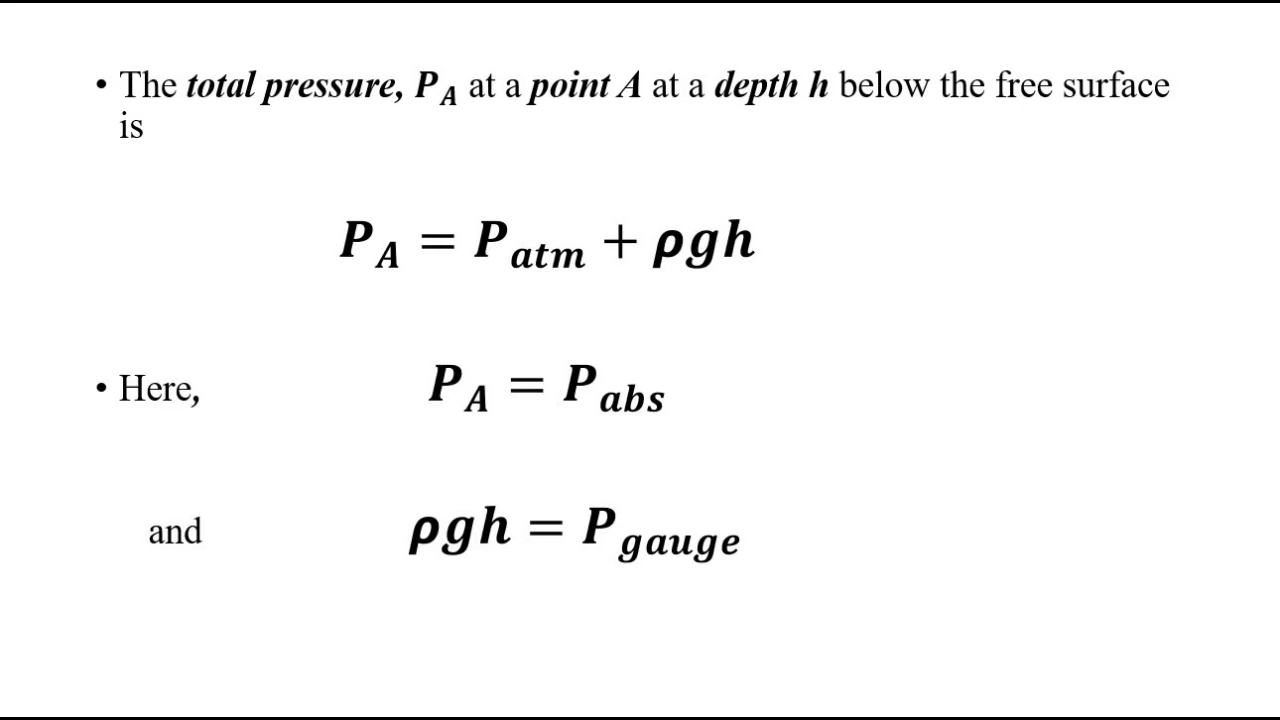 • The total pressure, P_A at a point A at a depth h below the free surface
is
P_A = P_atm + ρgh
• Here, P_A = P_abs
and ρgh = P_gauge